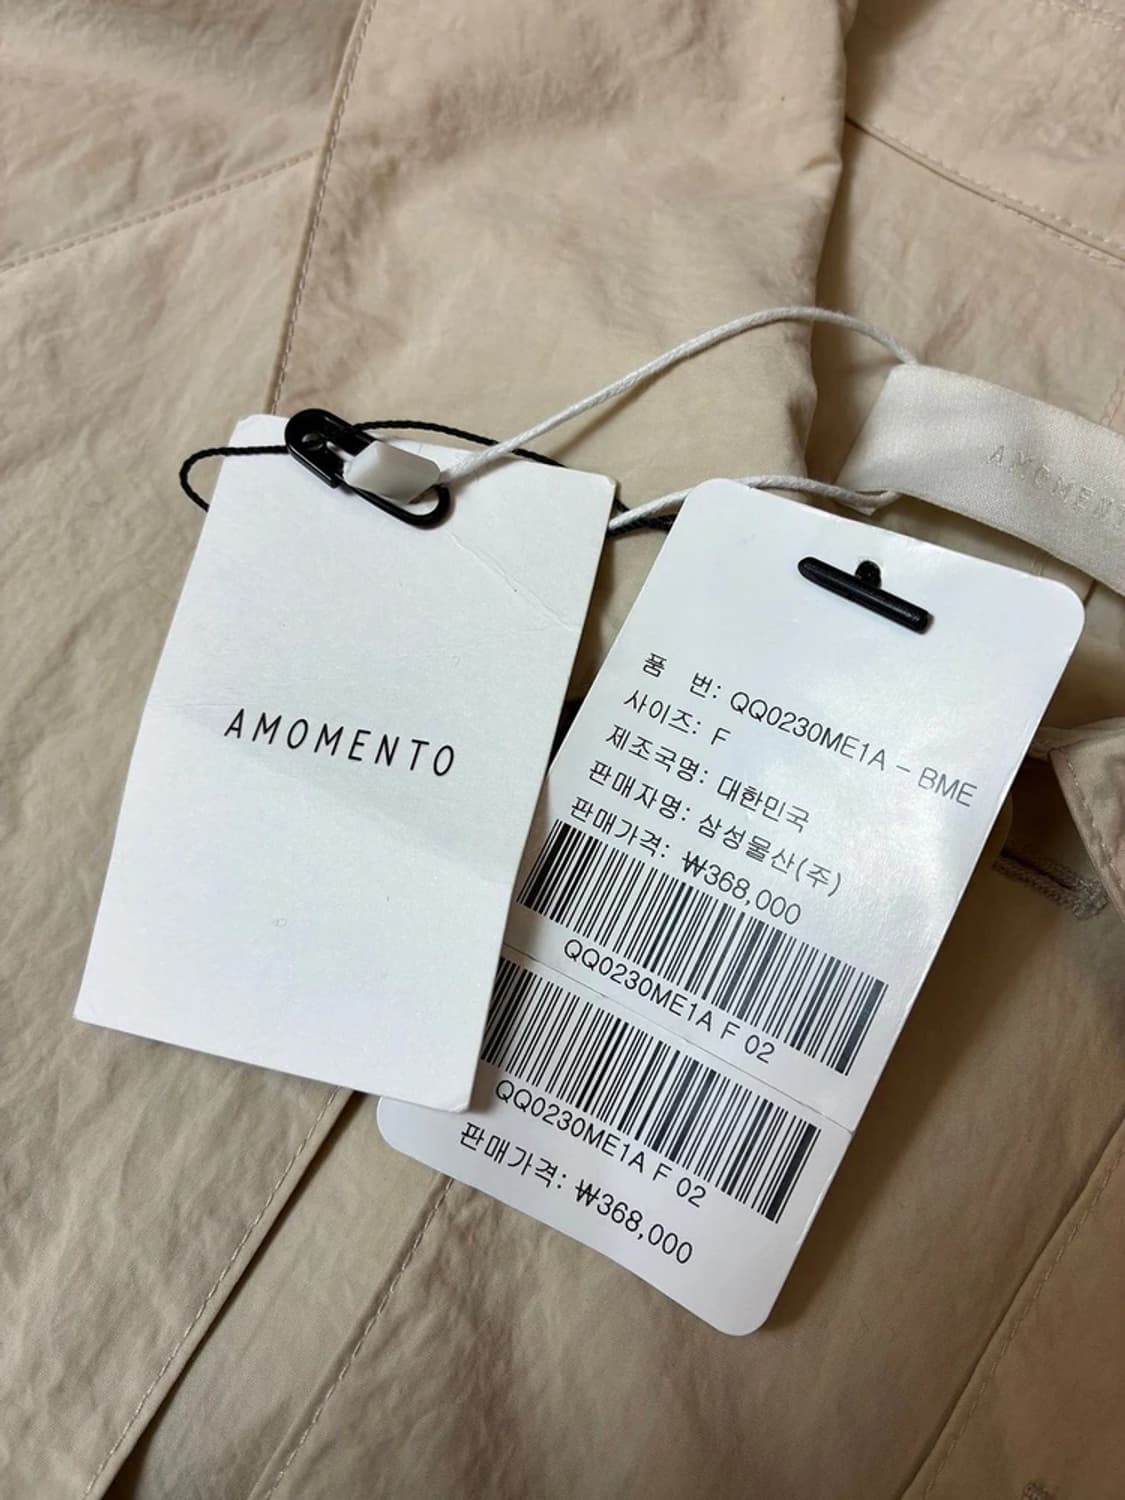 AMOMENTO
AMOMEN
품 번: QQ0230ME1A - BME
사이즈: F
제조국명: 대한민국
판매자명: 삼성물산(주)
판매가격: ₩368,000
QQ0230ME1A F 02
QQ0230ME1A F 02
판매가격: ₩368,000